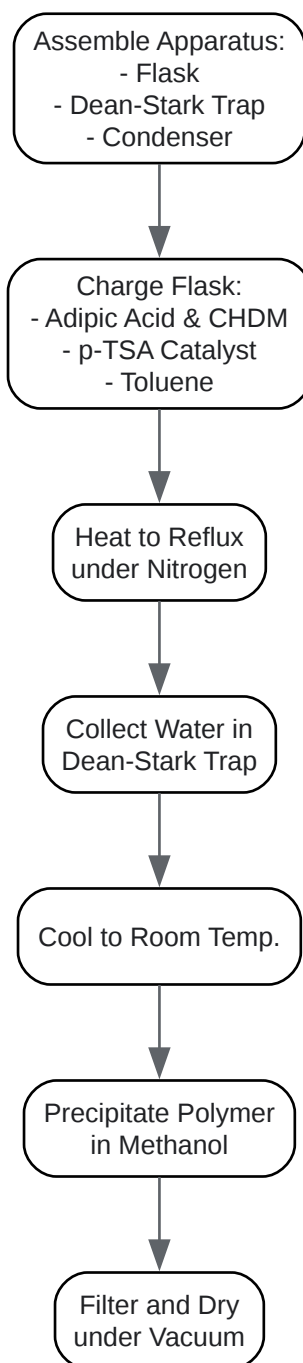 Assemble Apparatus:
- Flask
- Dean-Stark Trap
- Condenser
Charge Flask:
- Adipic Acid & CHDM
- p-TSA Catalyst
- Toluene
Heat to Reflux
under Nitrogen
Collect Water in
Dean-Stark Trap
Cool to Room Temp.
Precipitate Polymer
in Methanol
Filter and Dry
under Vacuum